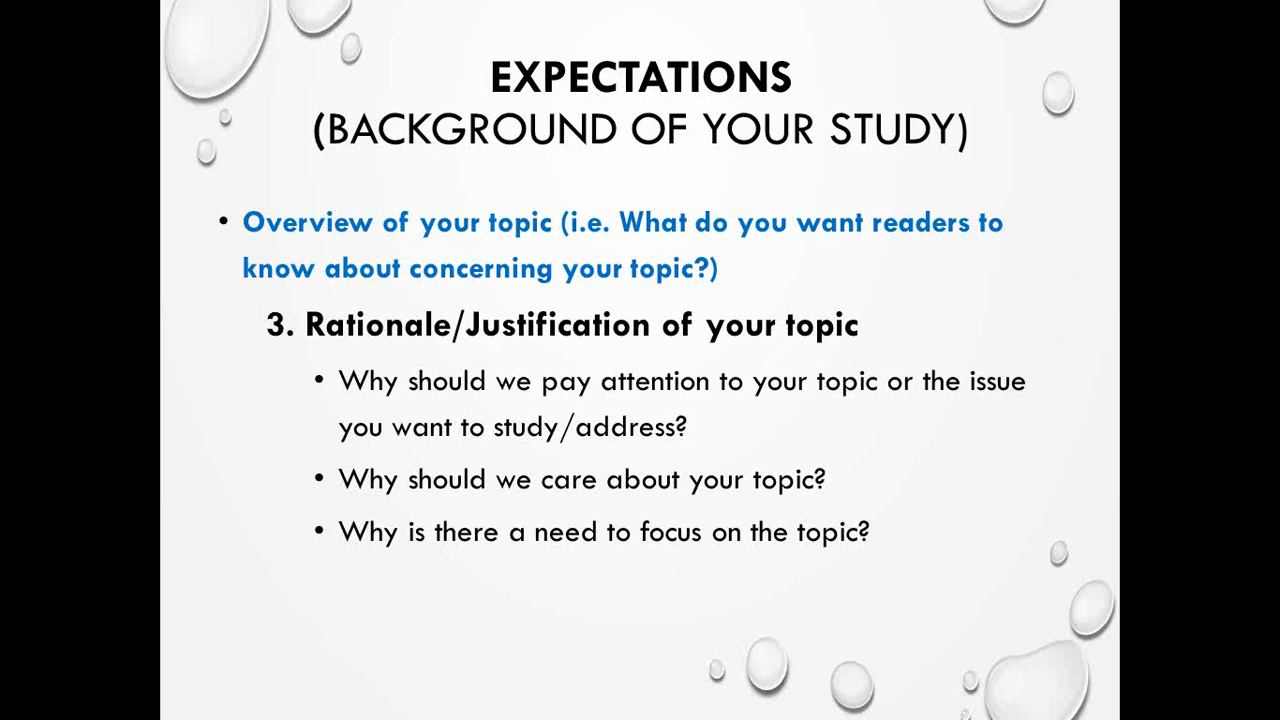 EXPECTATIONS
(BACKGROUND OF YOUR STUDY)
• Overview of your topic (i.e. What do you want readers to
know about concerning your topic?)
3. Rationale/Justification of your topic
• Why should we pay attention to your topic or the issue
you want to study/address?
• Why should we care about your topic?
• Why is there a need to focus on the topic?